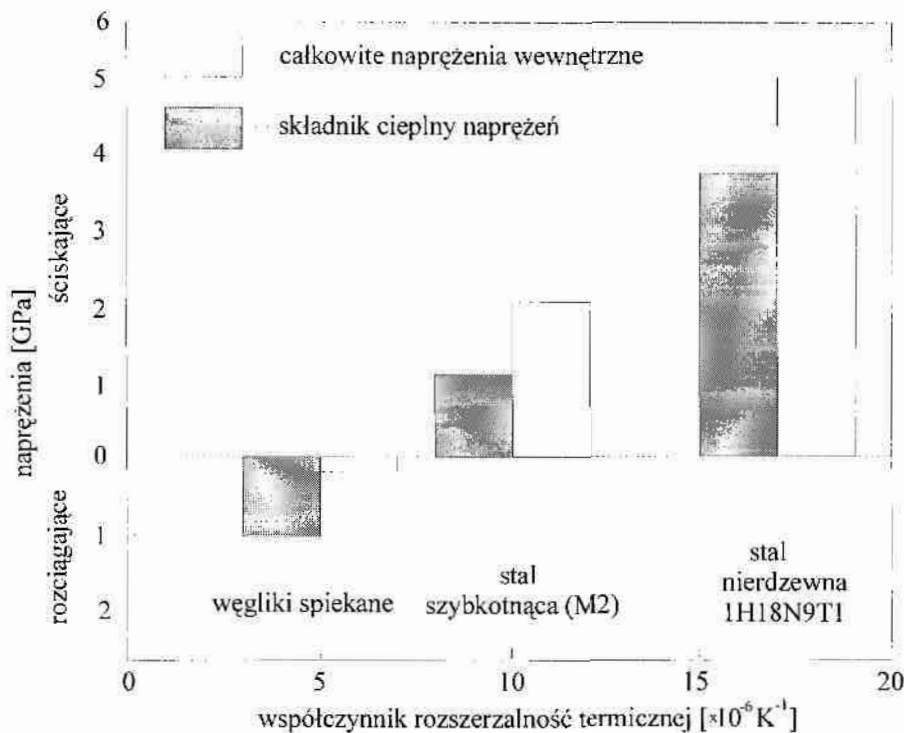 6
5
4
3
2
1
0
1
2
ściskające
rozciągające
naprężenia [GPa]
całkowite naprężenia wewnętrzne
składnik cieplny naprężeń
węgliki spiekane
stal
szybkotnąca (M2)
stal
nierdzewna
1H18N9T1
0
5
10
15
20
współczynnik rozszerzalność termicznej [×10⁻⁶ K⁻¹]